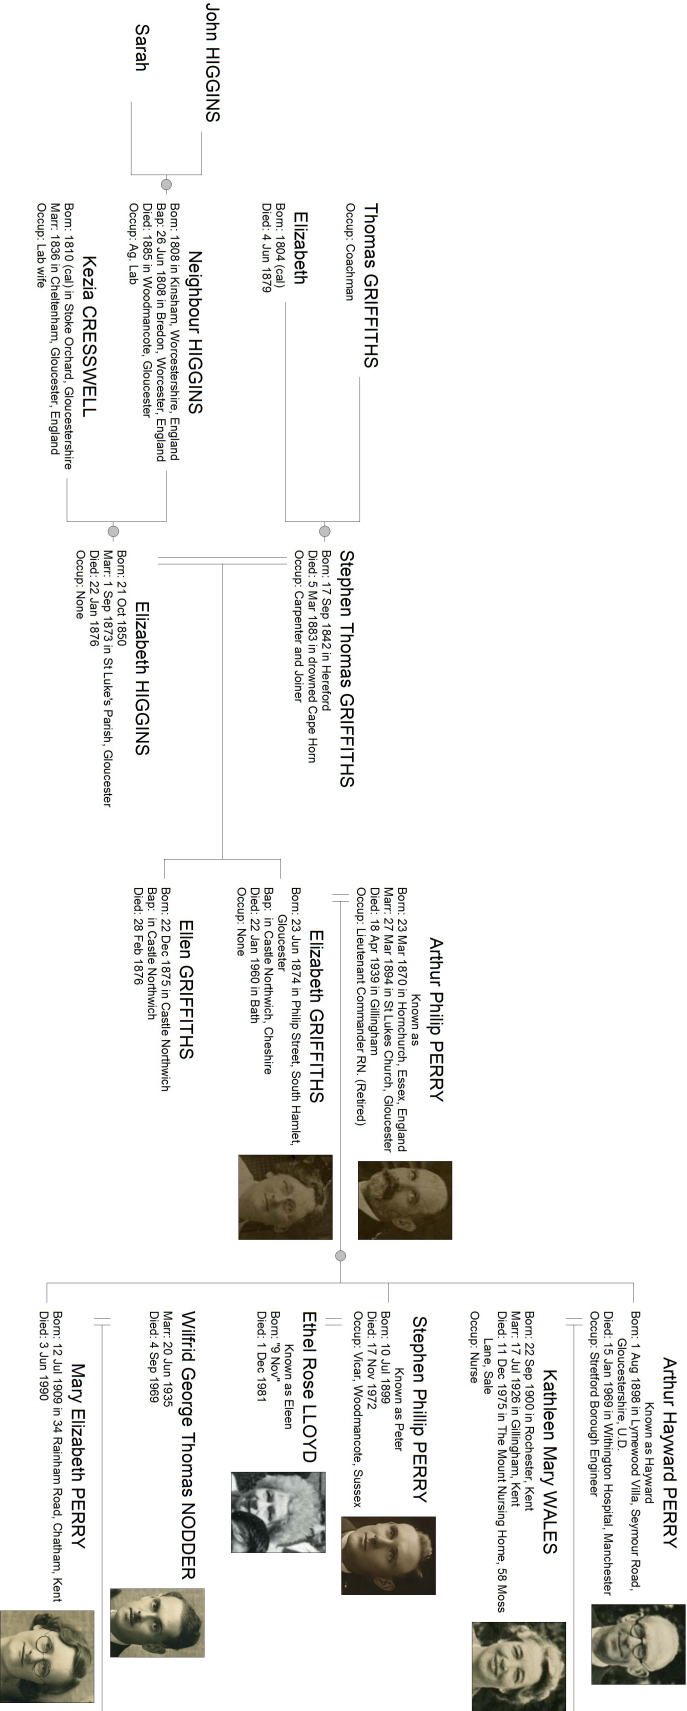 John HIGGINS
Sarah
Thomas GRIFFITHS
Occup: Coachman
Elizabeth
Born: 1804 (cal)
Died: 4 Jun 1879
Neighbour HIGGINS
Born: 1808 in Kinsham, Worcestershire, England
Bap: 26 Jun 1808 in Bredon, Worcester, England
Died: 1885 in Woodmancote, Gloucester
Occup: Ag. Lab
Kezia CRESSWELL
Born: 1810 (cal) in Stoke Orchard, Gloucestershire
Marr: 1836 in Cheltenham, Gloucester, England
Occup: Lab wife
Stephen Thomas GRIFFITHS
Born: 17 Sep 1842 in Hereford
Died: 5 Mar 1883 in drowned Cape Horn
Occup: Carpenter and Joiner
Elizabeth HIGGINS
Born: 21 Oct 1850
Marr: 1 Sep 1873 in St Luke's Parish, Gloucester
Died: 22 Jan 1876
Occup: None
Arthur Philip PERRY
Known as
Born: 23 Mar 1870 in Hornchurch, Essex, England
Marr: 27 Mar 1894 in St Lukes Church, Gloucester
Died: 18 Apr 1939 in Gillingham
Occup: Lieutenant Commander RN. (Retired)
Elizabeth GRIFFITHS
Born: 23 Jun 1874 in Philip Street, South Hamlet,
Gloucester
Bap: in Castle Northwich, Cheshire
Died: 22 Jan 1960 in Bath
Occup: None
Ellen GRIFFITHS
Born: 22 Dec 1875 in Castle Northwich
Bap: in Castle Northwich
Died: 28 Feb 1876
Arthur Hayward PERRY
Known as Hayward
Born: 1 Aug 1898 in Lymewood Villa, Seymour Road,
Gloucestershire, U.D.
Died: 15 Jan 1969 in Withington Hospital, Manchester
Occup: Stretford Borough Engineer
Kathleen Mary WALES
Born: 22 Sep 1900 in Rochester, Kent
Marr: 17 Jul 1926 in Gillingham, Kent
Died: 11 Dec 1975 in The Mount Nursing Home, 58 Moss
Lane, Sale
Occup: Nurse
Stephen Phillip PERRY
Known as Peter
Born: 10 Jul 1899
Died: 17 Nov 1972
Occup: Vicar, Woodmancote, Sussex
Ethel Rose LLOYD
Known as Eileen
Born: "9 Nov"
Died: 1 Dec 1981
Wilfrid George Thomas NODDER
Marr: 20 Jun 1935
Died: 4 Sep 1969
Mary Elizabeth PERRY
Born: 12 Jul 1909 in 34 Rainham Road, Chatham, Kent
Died: 3 Jun 1990